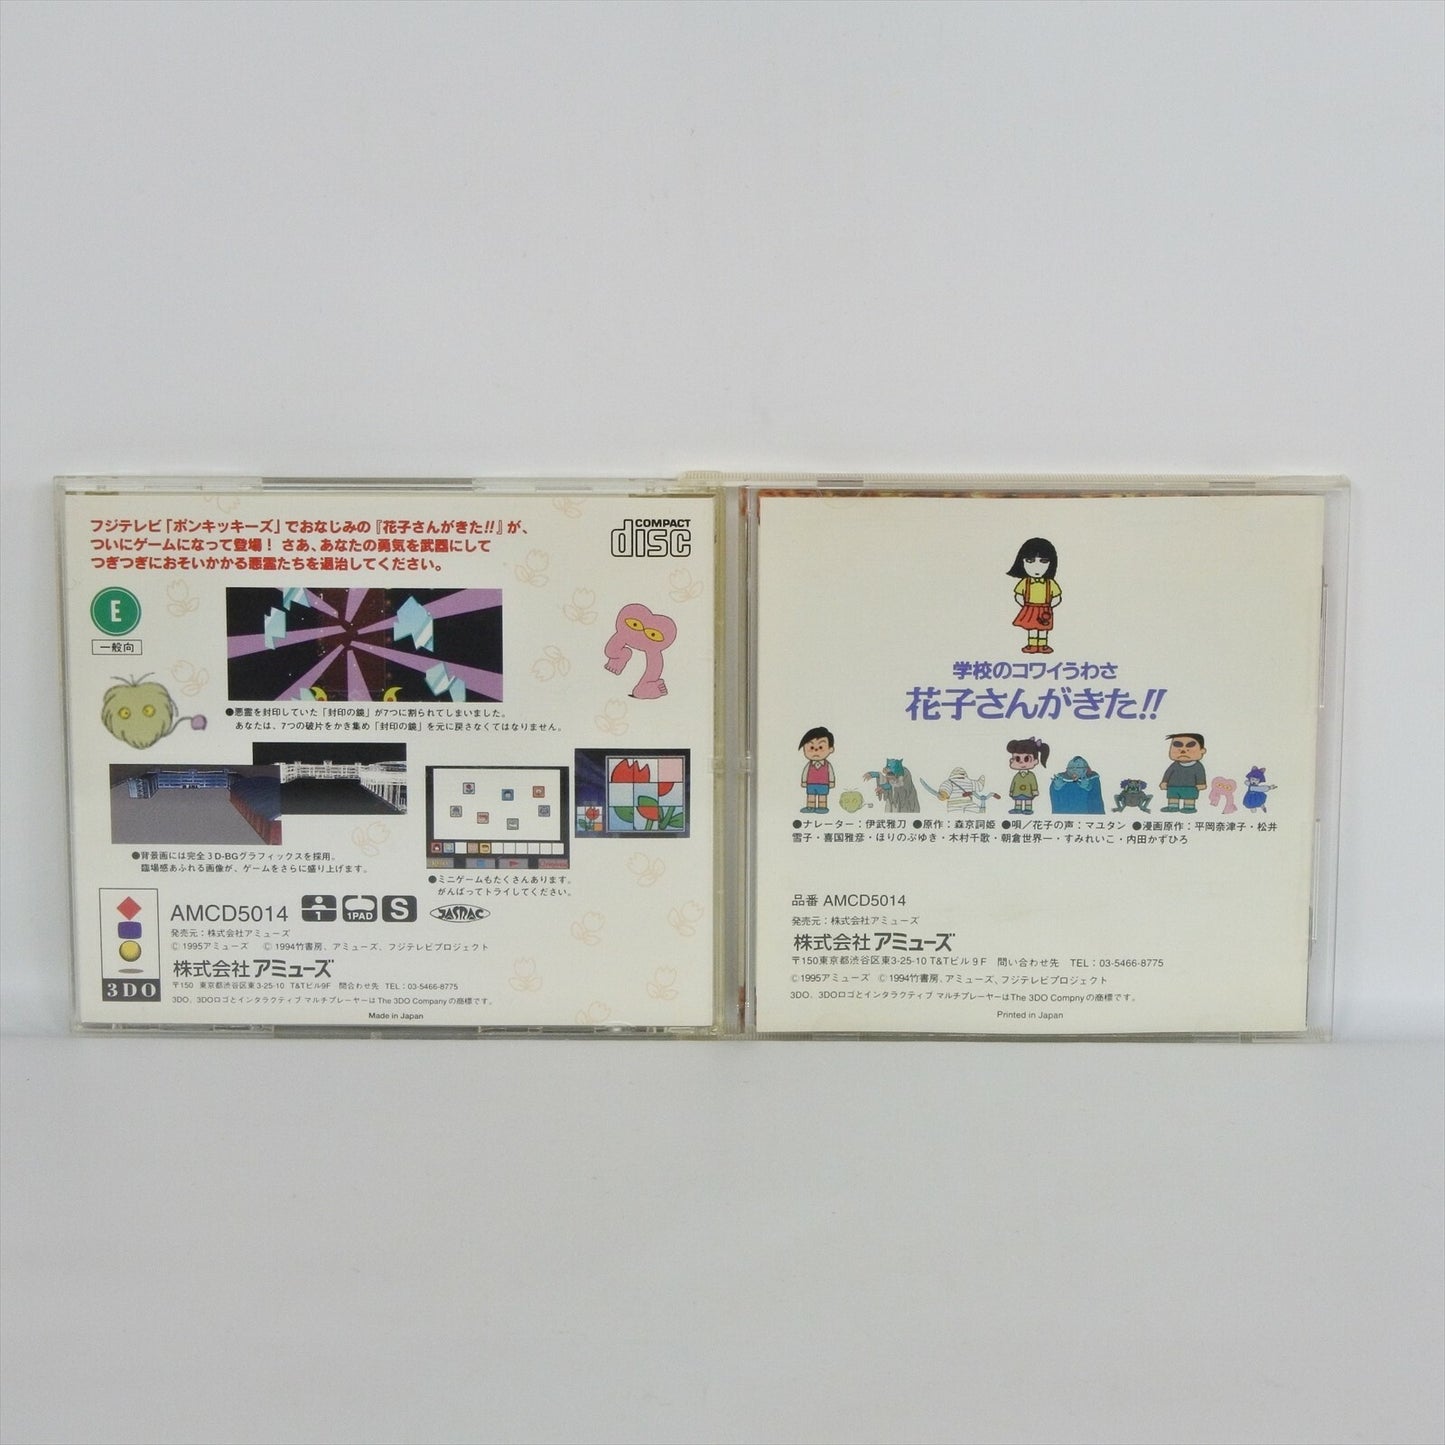 フジテレビ「ポンキッキーズ」でおなじみの『花子さんがきた!!』が、
ついにゲームになって登場！ さあ、あなたの勇気を武器にして
つぎつぎにおそいかかる悪霊たちを退治してください。
COMPACT
disc
E
一般向
●悪霊を封印していた「封印の鏡」が7つに割られてしまいました。
あなたは、7つの破片をかき集め「封印の鏡」を元に戻さなくてはなりません。
●背景画には完全3D-BGグラフィックスを採用。
臨場感あふれる画像が、ゲームをさらに盛り上げます。
●ミニゲームもたくさんあります。
がんばってトライしてください。
3DO
AMCD5014
1
1PAD
S
JASRAC
発売元：株式会社アミューズ
© 1995アミューズ © 1994竹書房、アミューズ、フジテレビプロジェクト
株式会社アミューズ
〒150 東京都渋谷区東3-25-10 T&Tビル9F 問合わせ先 TEL：03-5466-8775
3DO、3DOロゴとインタラクティブ マルチプレーヤーはThe 3DO Companyの商標です。
Made in Japan
学校のコワイうわさ
花子さんがきた!!
●ナレーター：伊武雅刀 ●原作：森京詞姫 ●唄／花子の声：マユタン ●漫画原作：平岡奈津子・松井
雪子・喜国雅彦・ほりのぶゆき・木村千歌・朝倉世界一・すみれいこ・内田かずひろ
品番 AMCD5014
発売元：株式会社アミューズ
株式会社アミューズ
〒150東京都渋谷区東3-25-10 T&Tビル9F 問い合わせ先 TEL：03-5466-8775
©1995アミューズ ©1994竹書房、アミューズ、フジテレビプロジェクト
3DO、3DOロゴとインタラクティブ マルチプレーヤーはThe 3DO Compnyの商標です。
Printed in Japan